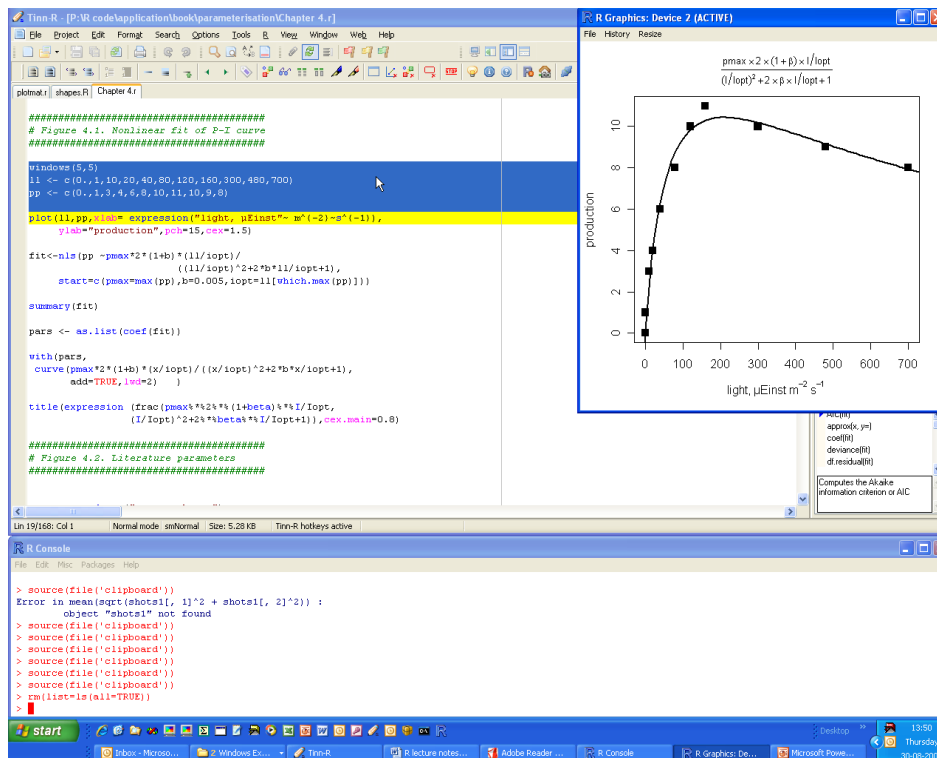 Tinn-R - [P:\R code\application\book\parameterisation\Chapter 4.r]
File Project Edit Format Search Options Tools R View Window Web Help
plotmat.r shapes.R Chapter 4.r
########################################
# Figure 4.1. Nonlinear fit of P-I curve
########################################
windows(5,5)
ll <- c(0.,1,10,20,40,80,120,160,300,480,700)
pp <- c(0.,1,3,4,6,8,10,11,10,9,8)
plot(ll,pp,xlab= expression("light, µEinst"~ m^(-2)~s^(-1)),
ylab="production",pch=15,cex=1.5)
fit<-nls(pp ~pmax*2*(1+b)*(ll/iopt)/
((ll/iopt)^2+2*b*ll/iopt+1),
start=c(pmax=max(pp),b=0.005,iopt=ll[which.max(pp)]))
summary(fit)
pars <- as.list(coef(fit))
with(pars,
curve(pmax*2*(1+b)*(x/iopt)/((x/iopt)^2+2*b*x/iopt+1),
add=TRUE,lwd=2) )
title(expression (frac(pmax%*%2%*%(1+beta)%*%I/Iopt,
(I/Iopt)^2+2%*%beta%*%I/Iopt+1)),cex.main=0.8)
########################################
# Figure 4.2. Literature parameters
########################################
Lin 19/168: Col 1 Normal mode smNormal Size: 5.28 KB Tinn-R hotkeys active
R Graphics: Device 2 (ACTIVE)
File History Resize
pmax × 2 × (1 + β) × I/Iopt
(I/Iopt)² + 2 × β × I/Iopt + 1
production
0 2 4 6 8 10
0 100 200 300 400 500 600 700
light, µEinst m⁻² s⁻¹
AIC(fit)
approx(x, y=)
coef(fit)
deviance(fit)
df.residual(fit)
Computes the Akaike
information criterion or AIC
R Console
File Edit Misc Packages Help
> source(file('clipboard'))
Error in mean(sqrt(shots1[, 1]^2 + shots1[, 2]^2)) :
object "shots1" not found
> source(file('clipboard'))
> source(file('clipboard'))
> source(file('clipboard'))
> source(file('clipboard'))
> source(file('clipboard'))
> source(file('clipboard'))
> rm(list=ls(all=TRUE))
>
start
Desktop »
13:50
Thursday
Inbox - Microso... 2 Windows Ex... Tinn-R R lecture notes... Adobe Reader ... R Console R Graphics: De... Microsoft Powe...